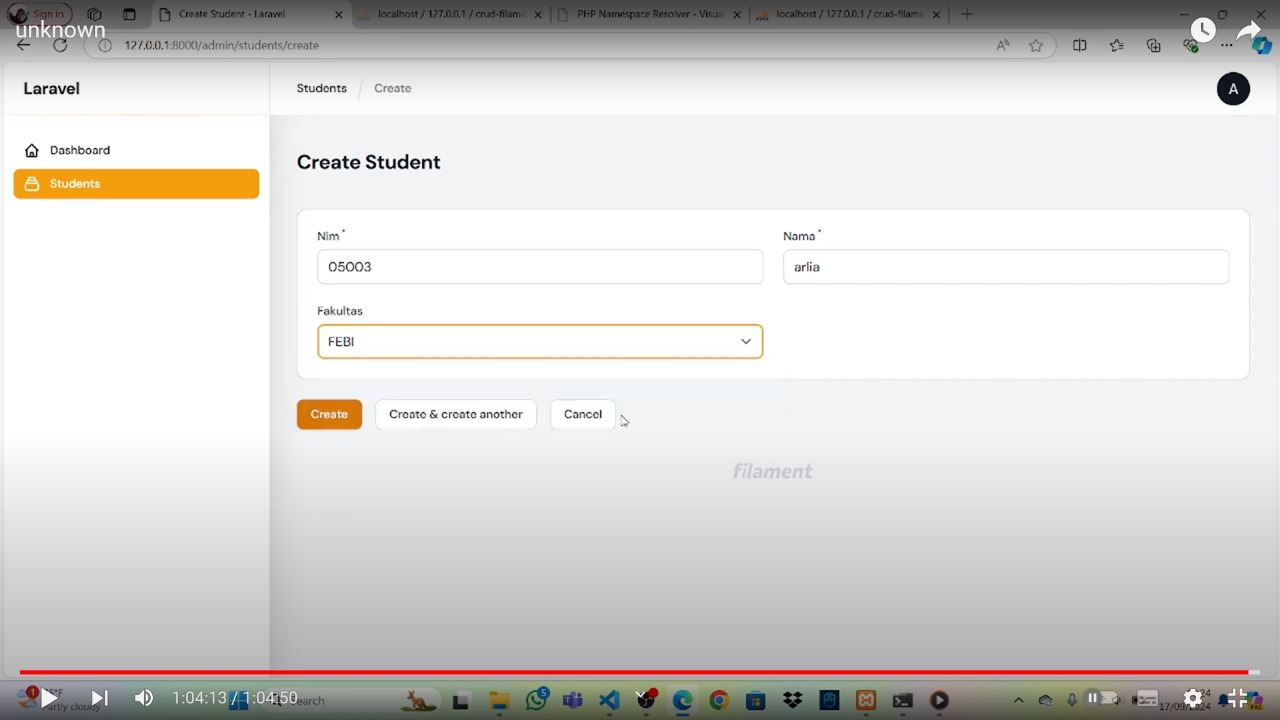 Sign in
Create Student - Laravel
localhost / 127.0.0.1 / crud-filame
PHP Namespace Resolver - Visua
localhost / 127.0.0.1 / crud-filame
unknown
127.0.0.1:8000/admin/students/create
Laravel
Students
Create
A
Dashboard
Students
Create Student
Nim*
Nama*
05003
arlia
Fakultas
FEBI
Create
Create & create another
Cancel
filament
1:04:13 / 1:04:50
Partly cloudy
17/09/2024